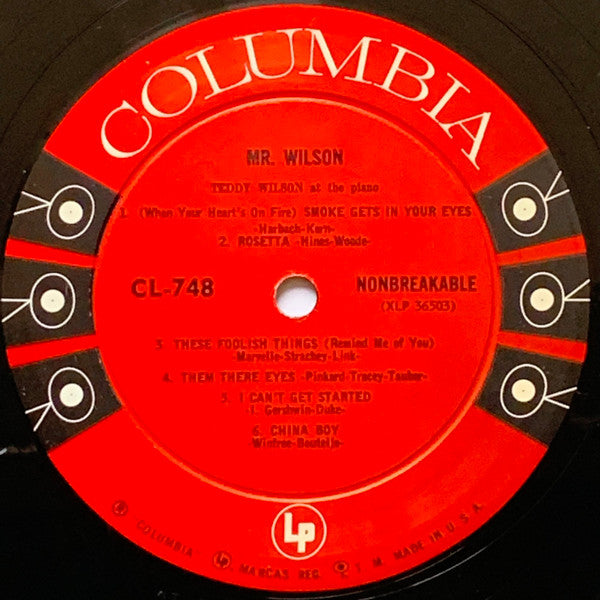 COLUMBIA
MR. WILSON
TEDDY WILSON at the piano
1. (When Your Heart's On Fire) SMOKE GETS IN YOUR EYES
-Harbach-Kern-
2. ROSETTA -Hines-Woode-
CL-748
NONBREAKABLE
(XLP 36503)
3. THESE FOOLISH THINGS (Remind Me of You)
-Marvelle-Strachey-Link-
4. THEM THERE EYES -Pinkard-Tracey-Tauber-
5. I CAN'T GET STARTED
-I. Gershwin-Duke-
6. CHINA BOY
-Winfree-Bouteije-
LP
"COLUMBIA" LP MARCAS REG. T.M. MADE IN U.S.A.